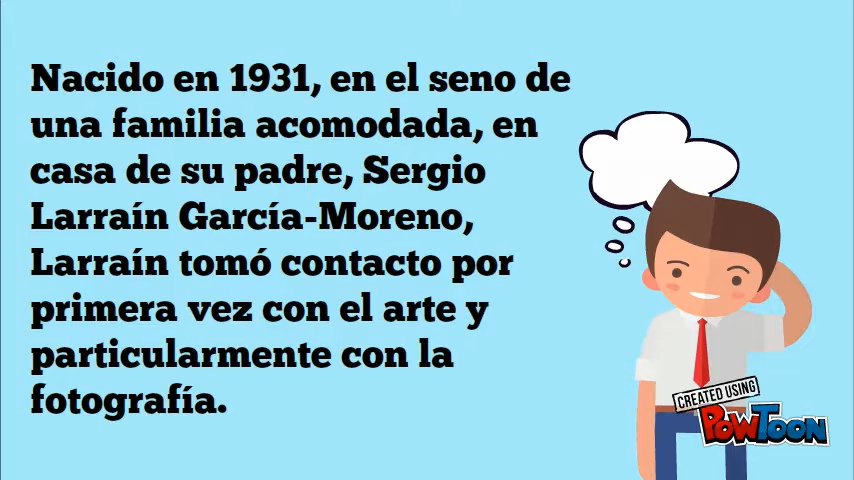 Nacido en 1931, en el seno de
una familia acomodada, en
casa de su padre, Sergio
Larraín García-Moreno,
Larraín tomó contacto por
primera vez con el arte y
particularmente con la
fotografía.
CREATED USING
POWTOON